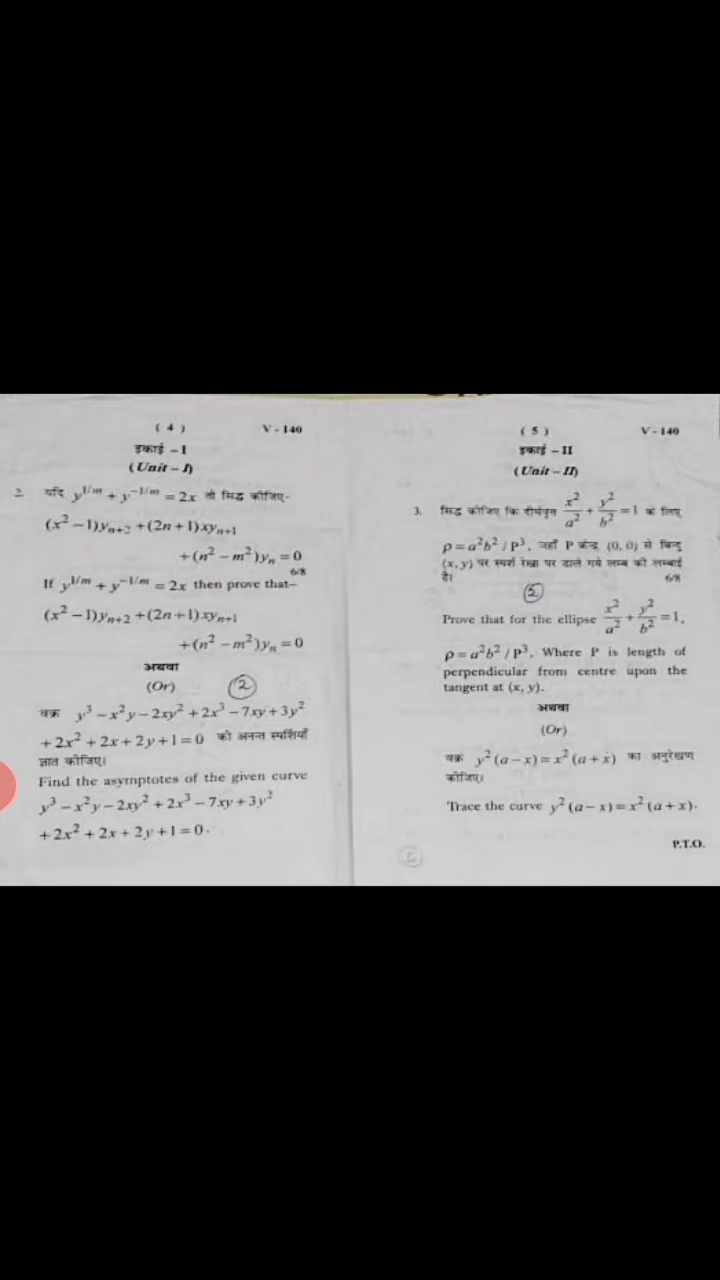 ( 4 ) V - 140
इकाई - I
(Unit - I)
2. यदि y^{1/m} + y^{-1/m} = 2x तो सिद्ध कीजिए-
(x² - 1)y_{n+2} + (2n + 1)xy_{n+1}
+ (n² - m²)y_n = 0
6/8
If y^{1/m} + y^{-1/m} = 2x then prove that-
(x² - 1)y_{n+2} + (2n + 1)xy_{n+1}
+ (n² - m²)y_n = 0
अथवा
(Or) 2
वक्र y³ - x²y - 2xy² + 2x³ - 7xy + 3y²
+ 2x² + 2x + 2y + 1 = 0 की अनन्त स्पर्शियाँ
ज्ञात कीजिए।
Find the asymptotes of the given curve
y³ - x²y - 2xy² + 2x³ - 7xy + 3y²
+ 2x² + 2x + 2y + 1 = 0.
( 5 ) V - 140
इकाई - II
(Unit - II)
3. सिद्ध कीजिए कि दीर्घवृत्त x²/a² + y²/b² = 1 के लिए
ρ = a²b² / P³, जहाँ P केन्द्र (0, 0) से बिन्दु
(x, y) पर स्पर्श रेखा पर डाले गये लम्ब की लम्बाई
है। 6/8
Prove that for the ellipse x²/a² + y²/b² = 1,
ρ = a²b² / P³, Where P is length of
perpendicular from centre upon the
tangent at (x, y).
अथवा
(Or)
वक्र y² (a - x) = x² (a + x) का अनुरेखण
कीजिए।
Trace the curve y² (a - x) = x² (a + x).
P.T.O.